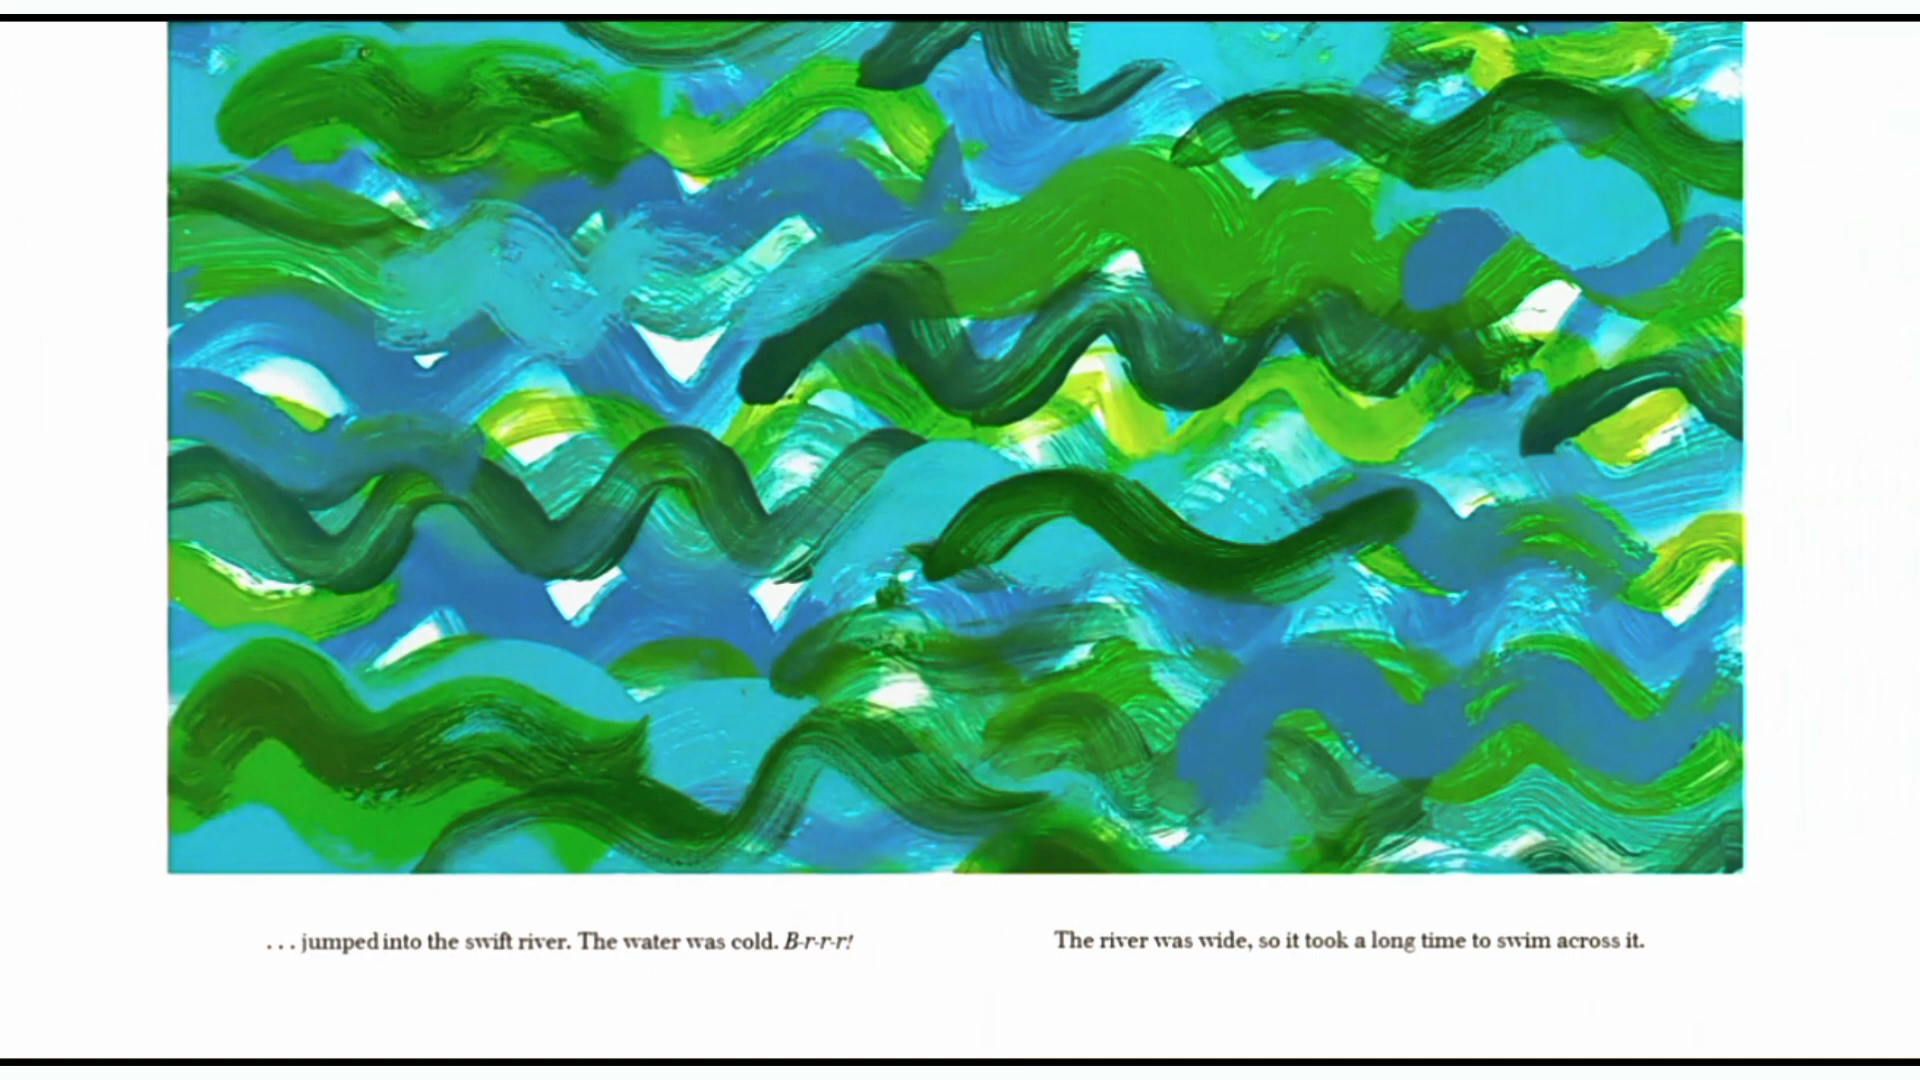 . . . jumped into the swift river. The water was cold. B-r-r-r!
The river was wide, so it took a long time to swim across it.